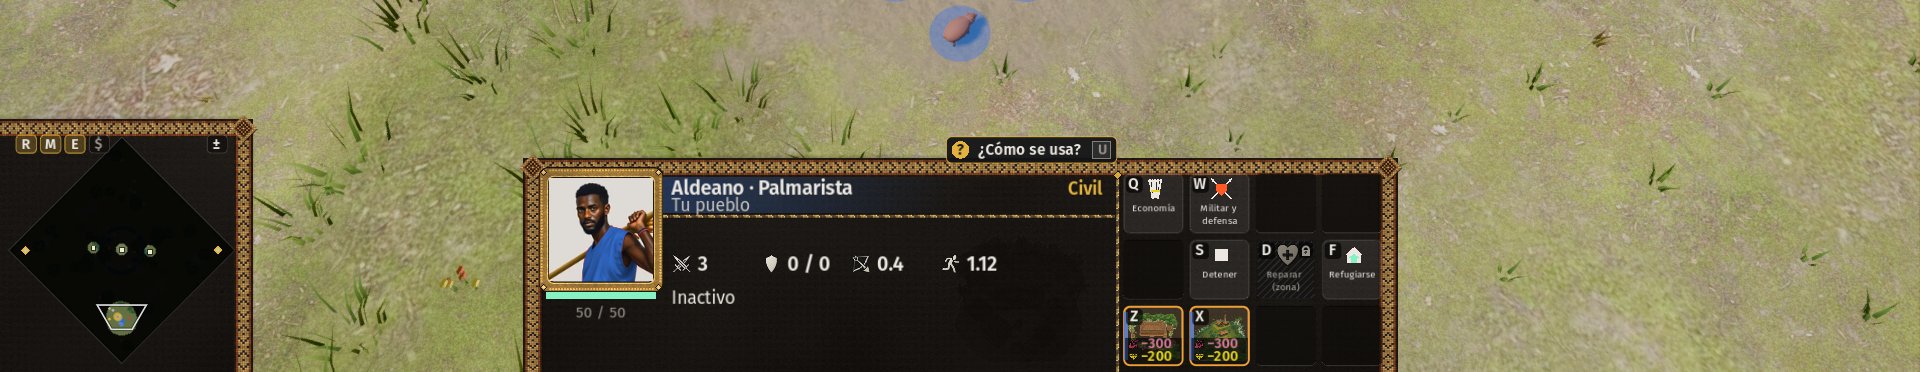 ¿Cómo se usa? U
R M E $ ±
Aldeano · Palmarista
Civil
Tu pueblo
3
0 / 0
0.4
1.12
Inactivo
50 / 50
Q
Economía
W
Militar y
defensa
S
Detener
D
Reparar
(zona)
F
Refugiarse
Z
-300
-200
X
-300
-200